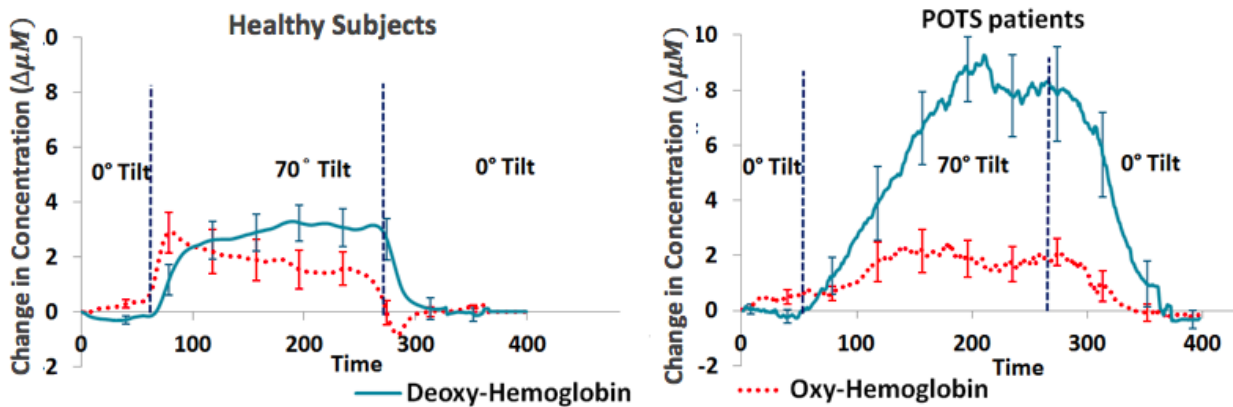 Healthy Subjects
Change in Concentration (ΔμM)
.0
8
6
4
2
0
-2
0° Tilt
70° Tilt
0° Tilt
0
100
200
300
400
Time
POTS patients
Change in Concentration (ΔμM)
10
8
6
4
2
0
-2
0° Tilt
70° Tilt
0° Tilt
0
100
200
300
400
Time
Deoxy-Hemoglobin
Oxy-Hemoglobin